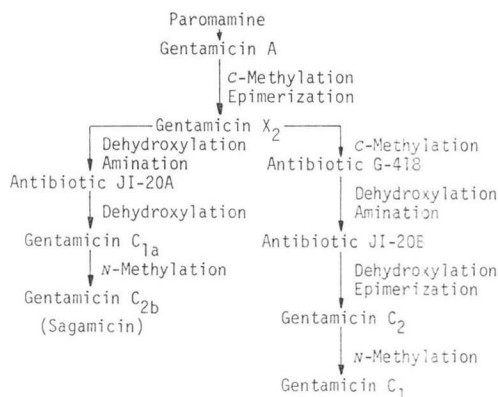 Paromamine
Gentamicin A
C-Methylation
Epimerization
Gentamicin X₂
Dehydroxylation
Amination
Antibiotic JI-20A
Dehydroxylation
Gentamicin C₁ₐ
N-Methylation
Gentamicin C2b
(Sagamicin)
C-Methylation
Antibiotic G-418
Dehydroxylation
Amination
Antibiotic JI-20B
Dehydroxylation
Epimerization
Gentamicin C₂
N-Methylation
Gentamicin C₁